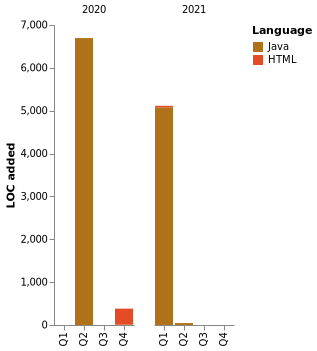 2020 2021
Language
Java
HTML
LOC added
7,000
6,000
5,000
4,000
3,000
2,000
1,000
0
Q1 Q2 Q3 Q4 Q1 Q2 Q3 Q4